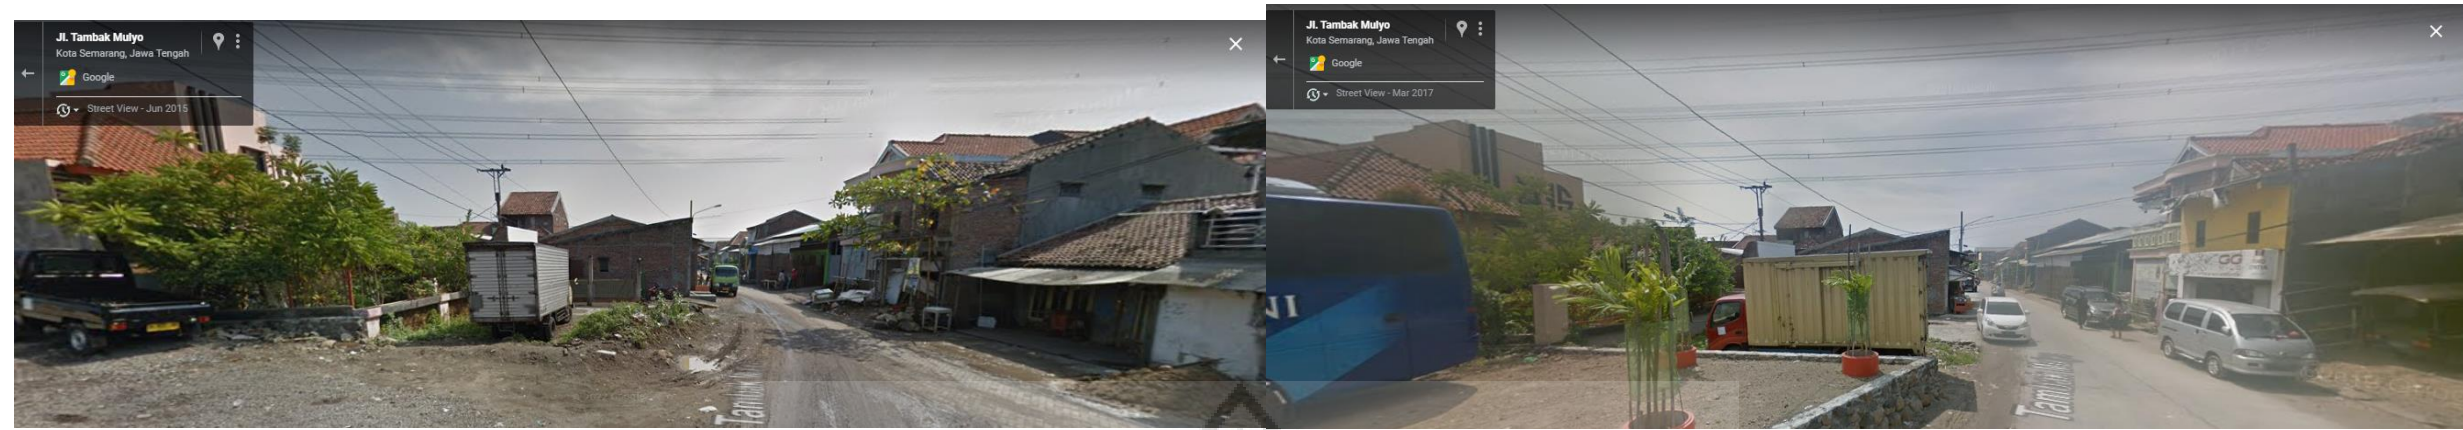 Jl. Tambak Mulyo
Kota Semarang, Jawa Tengah
Google
Street View - Jun 2015
Jl. Tambak Mulyo
Kota Semarang, Jawa Tengah
Google
Street View - Mar 2017
GG